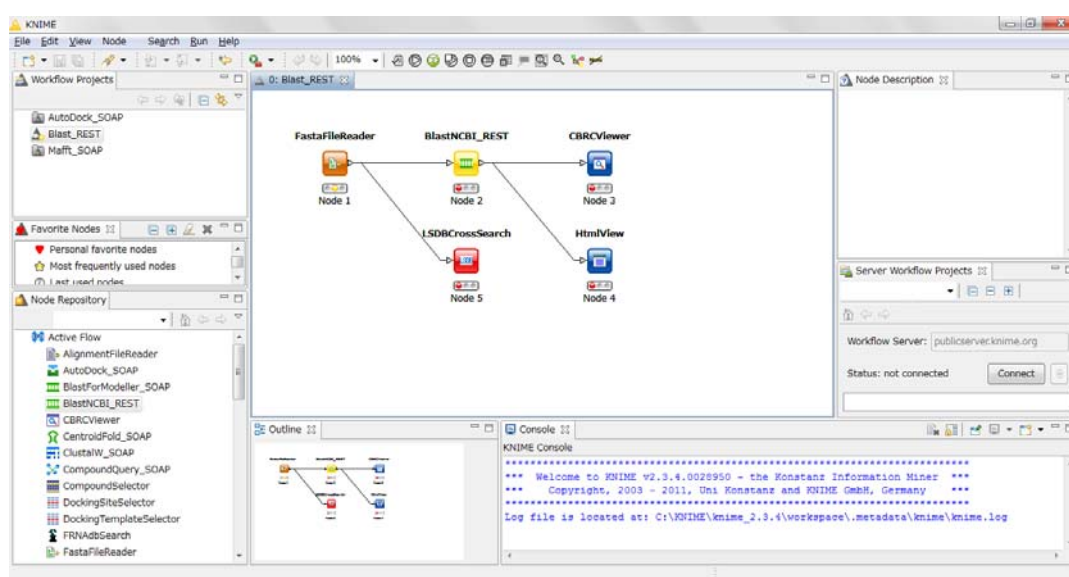 KNIME
File Edit View Node Search Run Help
100%
Workflow Projects
AutoDock_SOAP
Blast_REST
Mafft_SOAP
Favorite Nodes
Personal favorite nodes
Most frequently used nodes
Last used nodes
Node Repository
Active Flow
AlignmentFileReader
AutoDock_SOAP
BlastForModeller_SOAP
BlastNCBI_REST
CBRCViewer
CentroidFold_SOAP
ClustalW_SOAP
CompoundQuery_SOAP
CompoundSelector
DockingSiteSelector
DockingTemplateSelector
FRNAdbSearch
FastaFileReader
0: Blast_REST
FastaFileReader BlastNCBI_REST CBRCViewer
Node 1 Node 2 Node 3
LSDBCrossSearch HtmlView
Node 5 Node 4
Outline
Console
KNIME Console
********************************************************************
*** Welcome to KNIME v2.3.4.0028950 - the Konstanz Information Miner ***
*** Copyright, 2003 - 2011, Uni Konstanz and KNIME GmbH, Germany ***
********************************************************************
Log file is located at: C:\KNIME\knime_2.3.4\workspace\.metadata\knime\knime.log
Node Description
Server Workflow Projects
Workflow Server: publicserver.knime.org
Status: not connected Connect